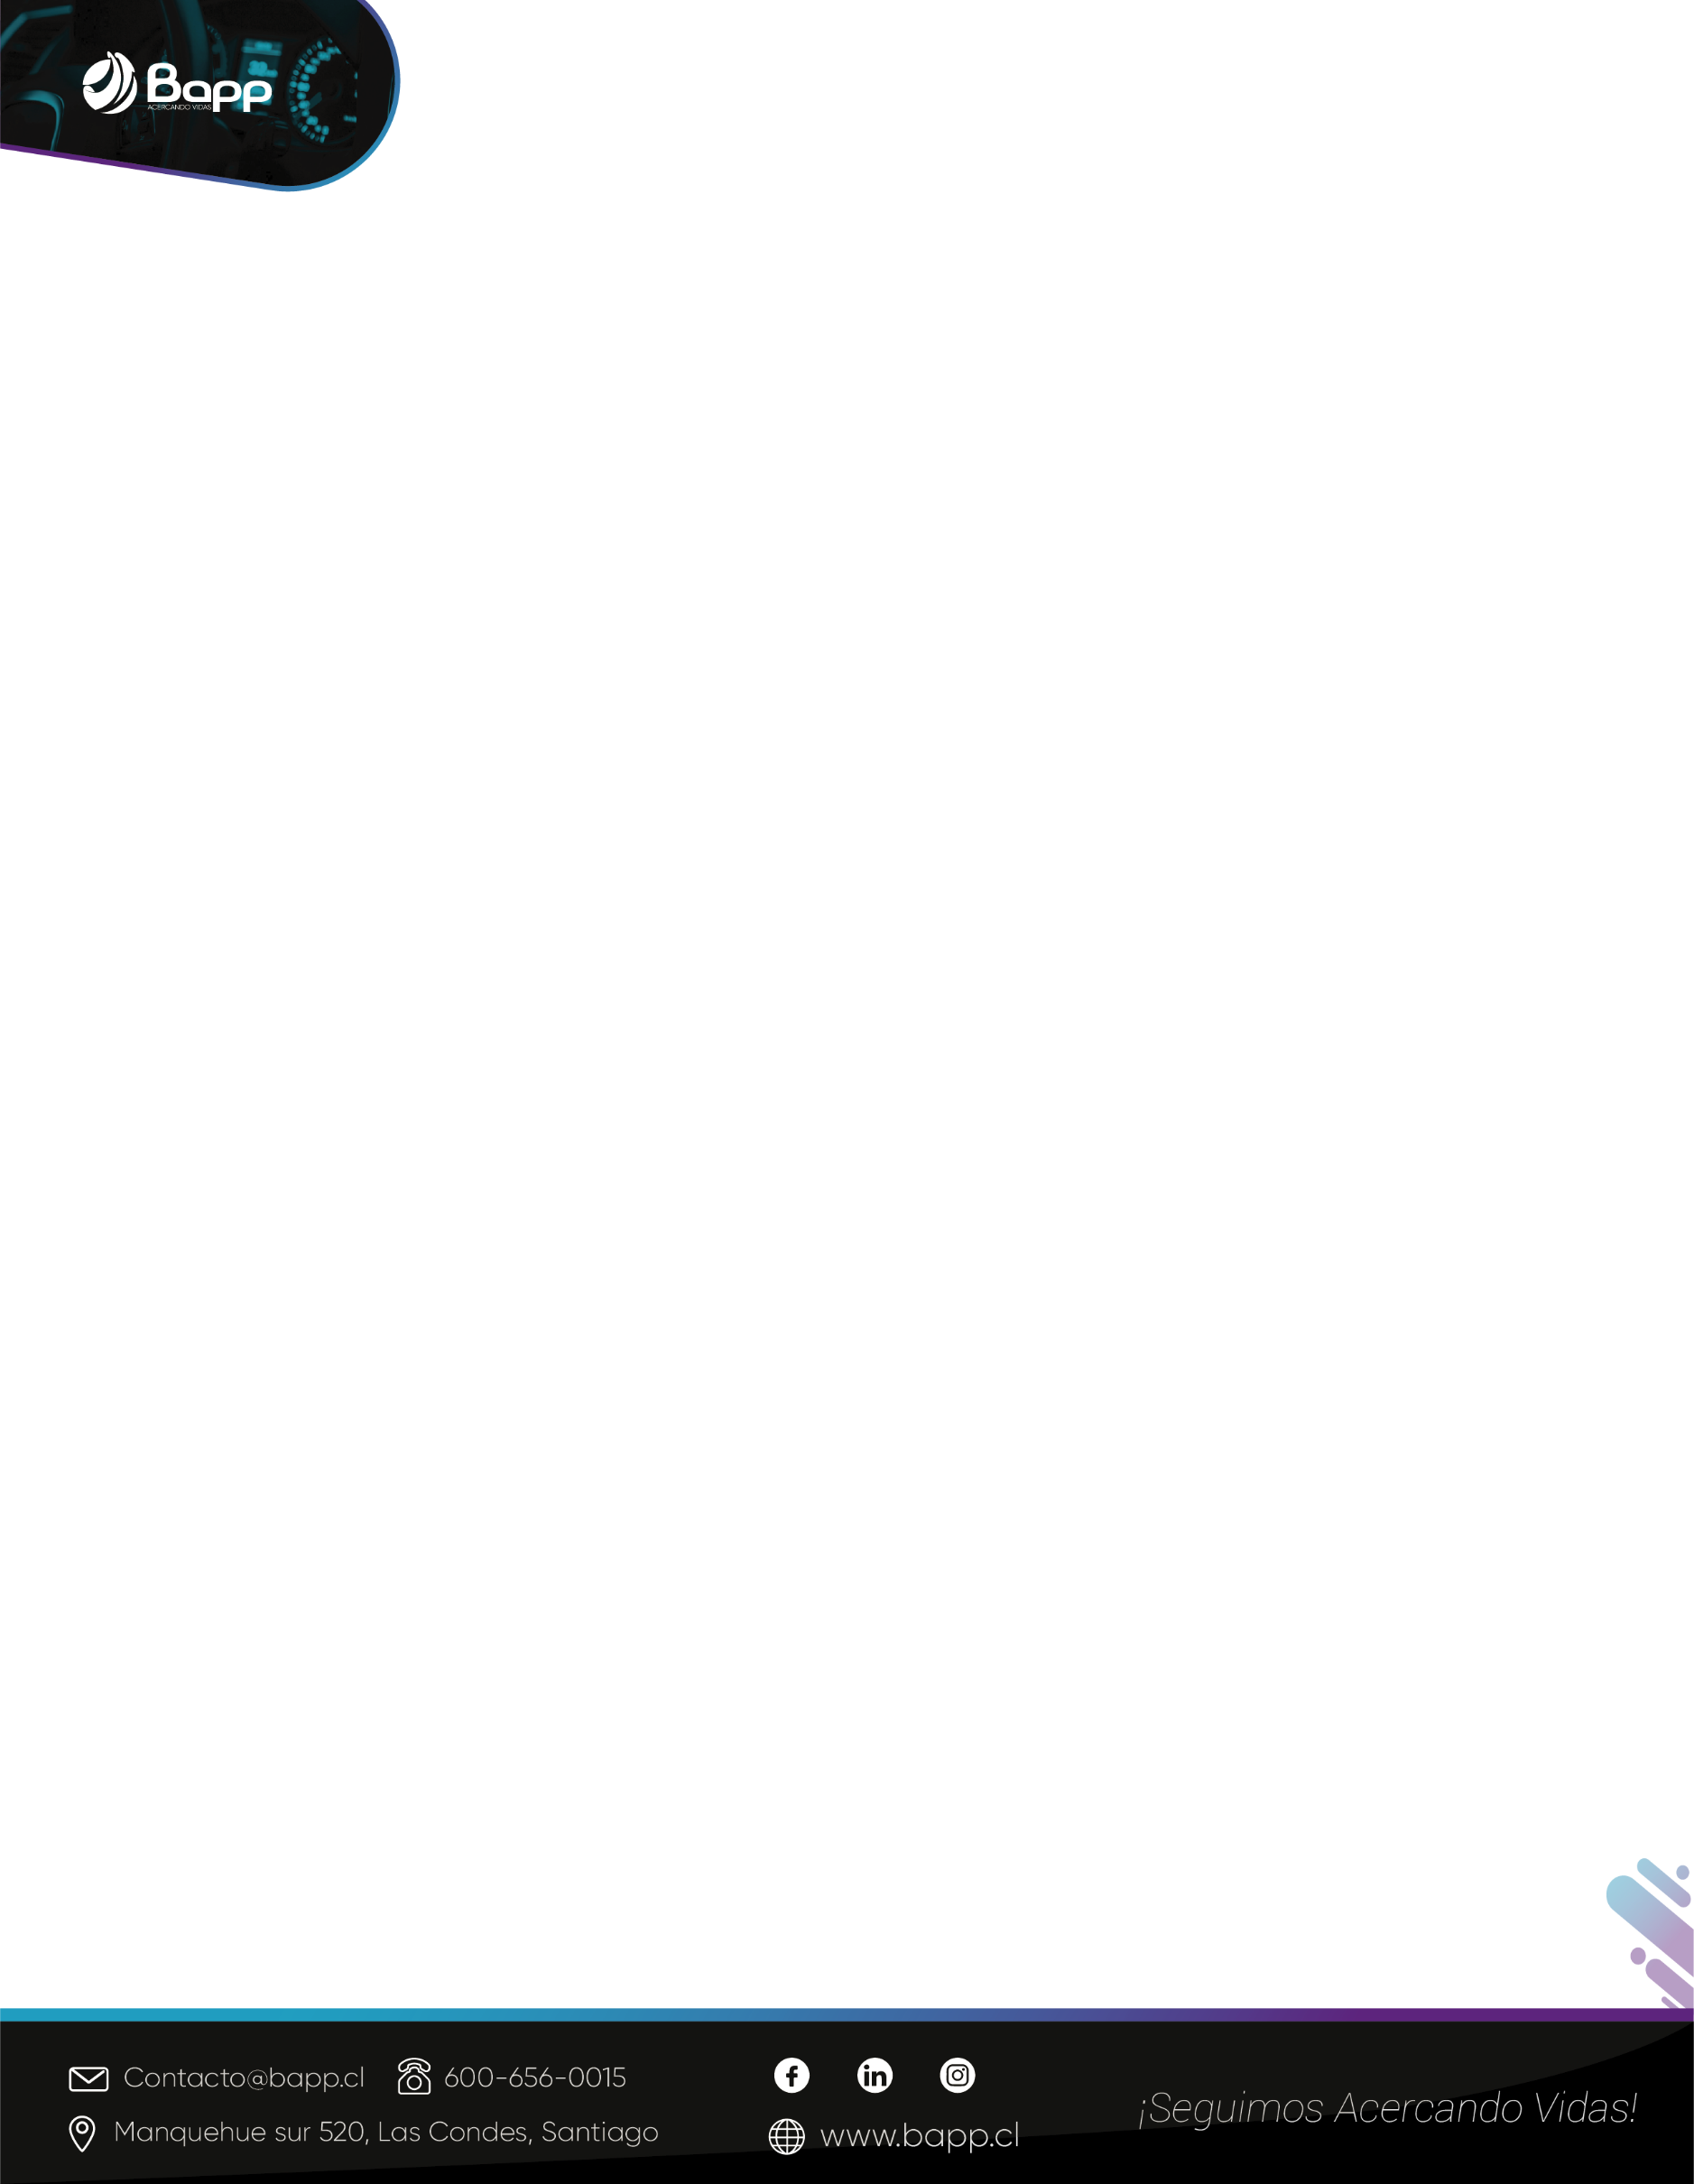 Bapp
ACERCANDO VIDAS
Contacto@bapp.cl
600-656-0015
Manquehue sur 520, Las Condes, Santiago
www.bapp.cl
¡Seguimos Acercando Vidas!